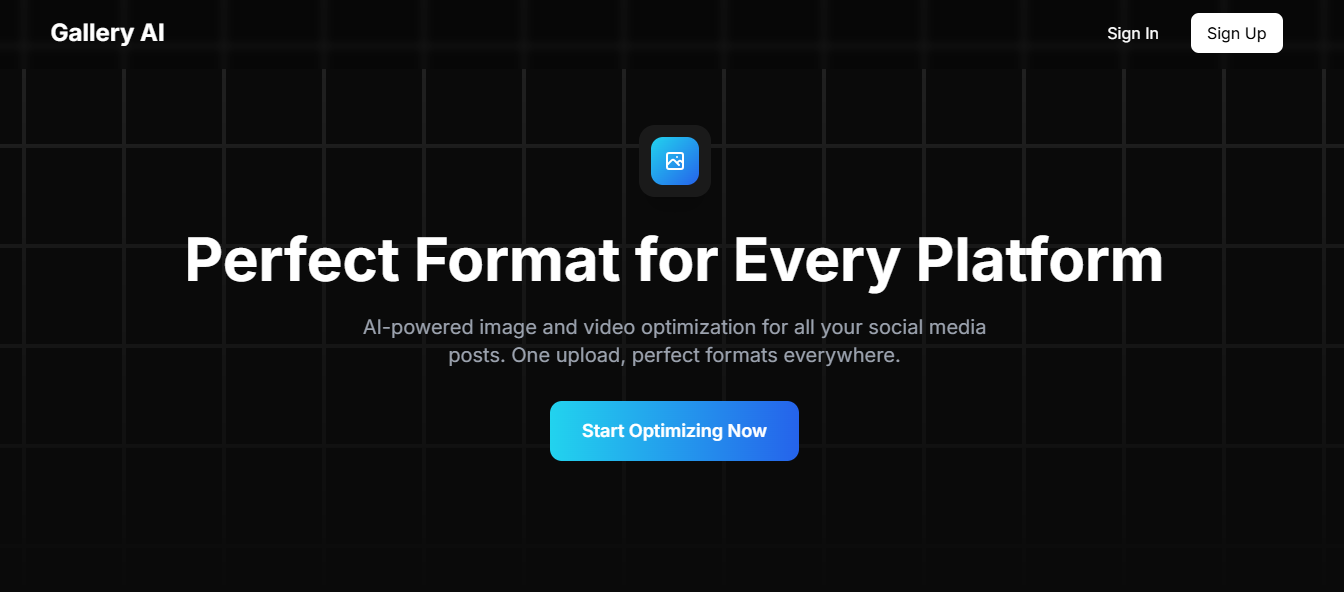 Gallery AI
Sign In
Sign Up
Perfect Format for Every Platform
AI-powered image and video optimization for all your social media
posts. One upload, perfect formats everywhere.
Start Optimizing Now